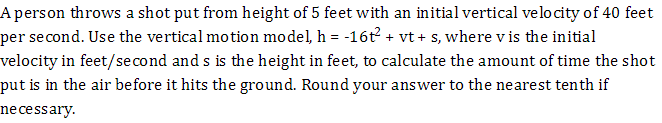 A person throws a shot put from height of 5 feet with an initial vertical velocity of 40 feet
per second. Use the vertical motion model, h = -16t² + vt + s, where v is the initial
velocity in feet/second and s is the height in feet, to calculate the amount of time the shot
put is in the air before it hits the ground. Round your answer to the nearest tenth if
necessary.